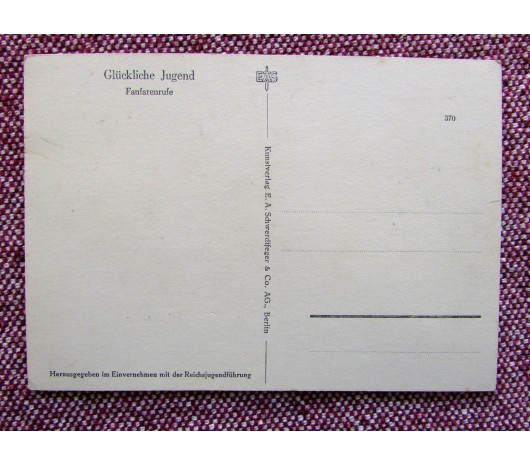 Glückliche Jugend
Fanfarenrufe
EAS
370
Kunstverlag E. A. Schwerdtfeger & Co. AG., Berlin
Herausgegeben im Einvernehmen mit der Reichsjugendführung